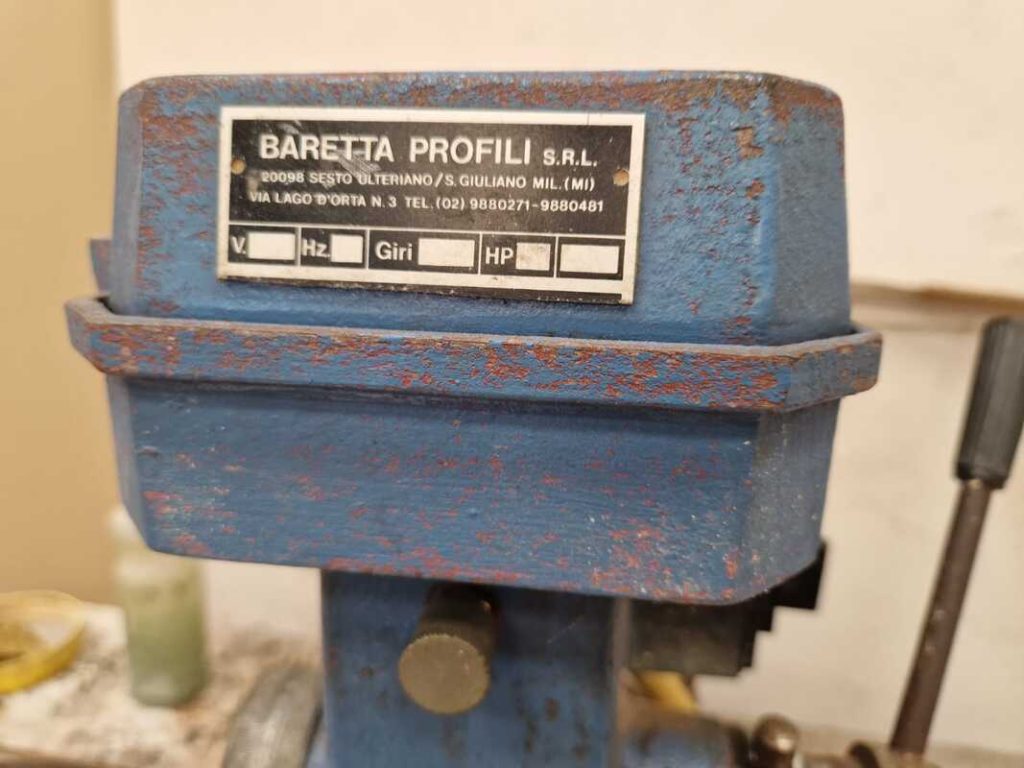 BARETTA PROFILI S.R.L.
20098 SESTO ULTERIANO/S. GIULIANO MIL. (MI)
VIA LAGO D'ORTA N. 3 TEL. (02) 9880271-9880481
V. Hz. Giri HP